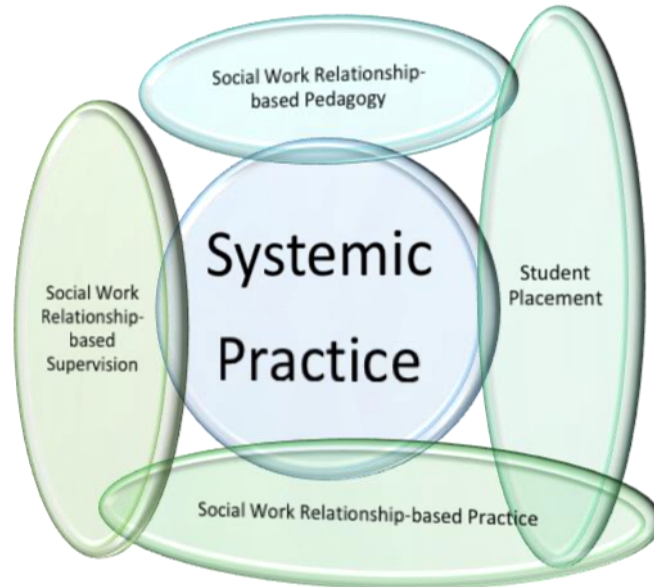 Social Work Relationship-
based Pedagogy
Systemic
Practice
Social Work
Relationship-
based
Supervision
Student
Placement
Social Work Relationship-based Practice